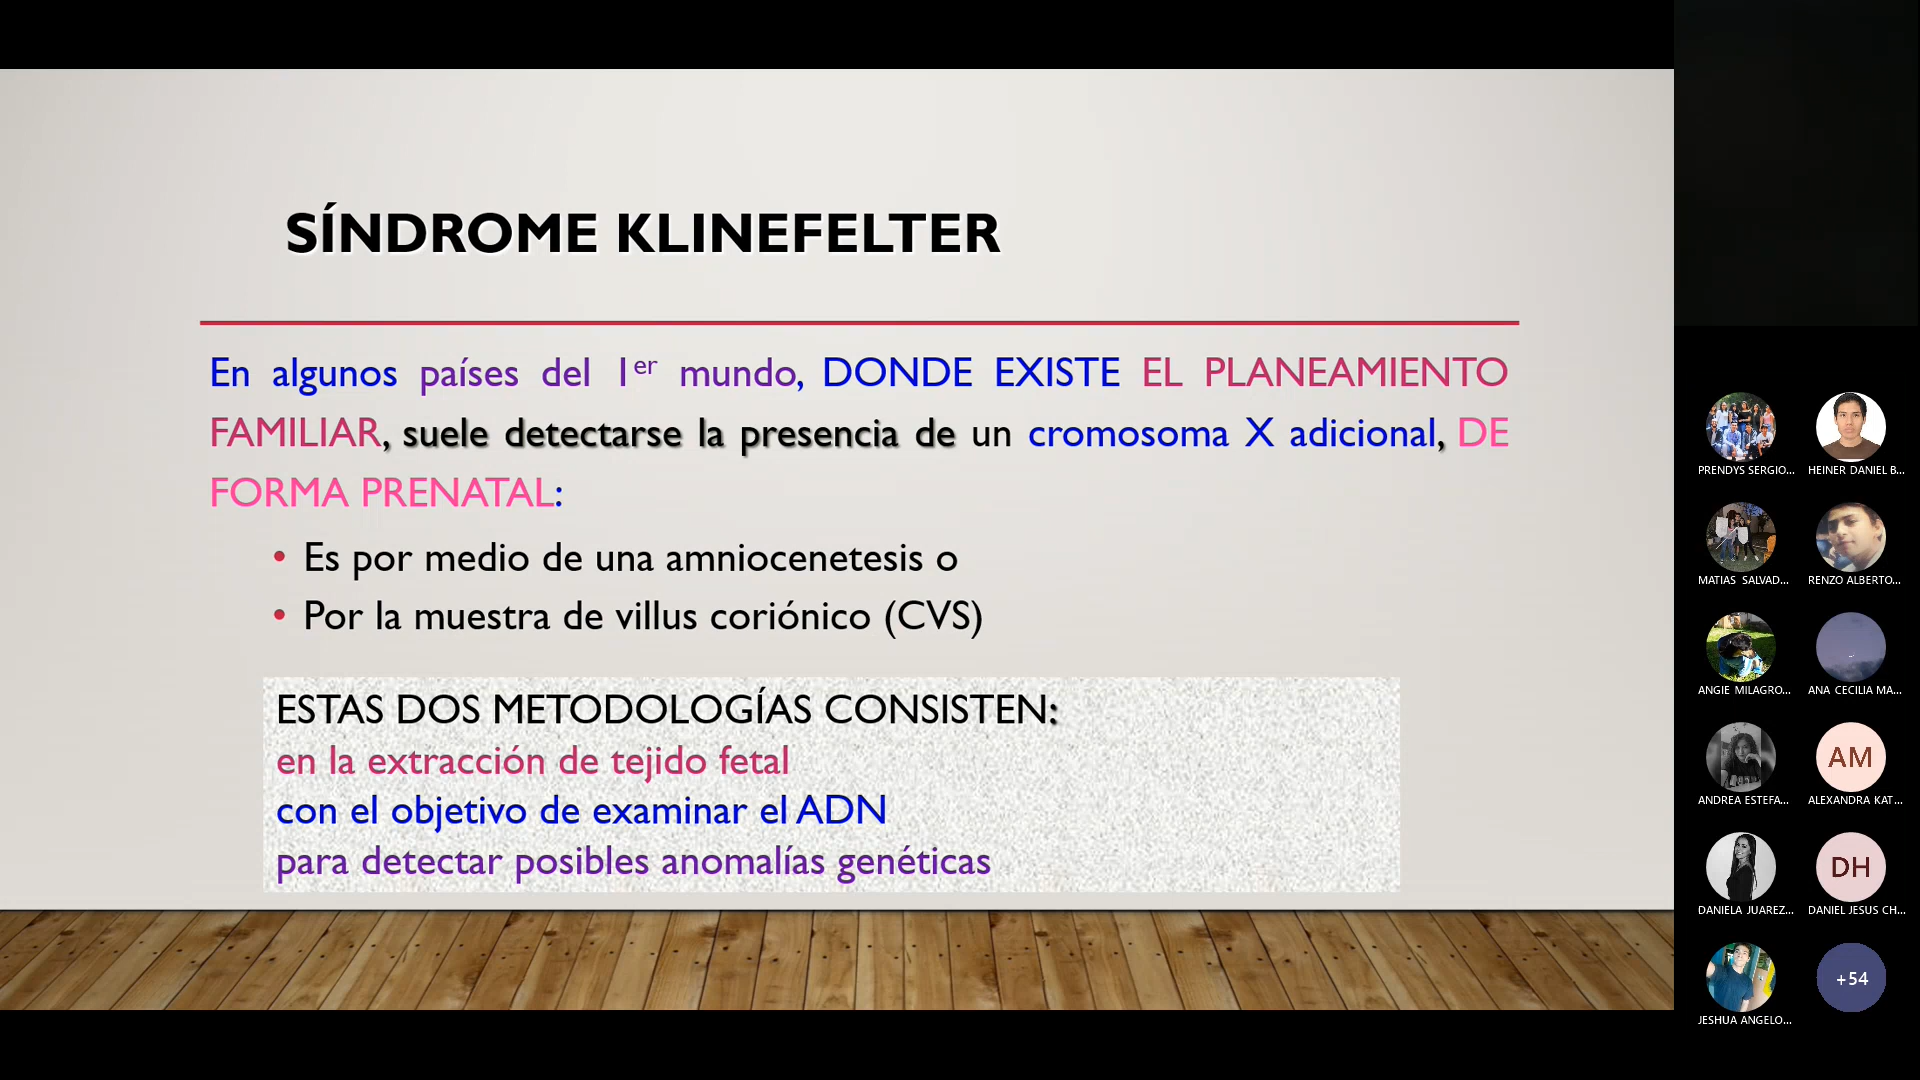 SÍNDROME KLINEFELTER
En algunos países del 1er mundo, DONDE EXISTE EL PLANEAMIENTO
FAMILIAR, suele detectarse la presencia de un cromosoma X adicional, DE
FORMA PRENATAL:
• Es por medio de una amniocenetesis o
• Por la muestra de villus coriónico (CVS)
ESTAS DOS METODOLOGÍAS CONSISTEN:
en la extracción de tejido fetal
con el objetivo de examinar el ADN
para detectar posibles anomalías genéticas
PRENDYS SERGIO...
HEINER DANIEL B...
MATIAS SALVAD...
RENZO ALBERTO...
ANGIE MILAGRO...
ANA CECILIA MA...
ANDREA ESTEFA...
AM
ALEXANDRA KAT...
DANIELA JUAREZ...
DH
DANIEL JESUS CH...
JESHUA ANGELO...
+54